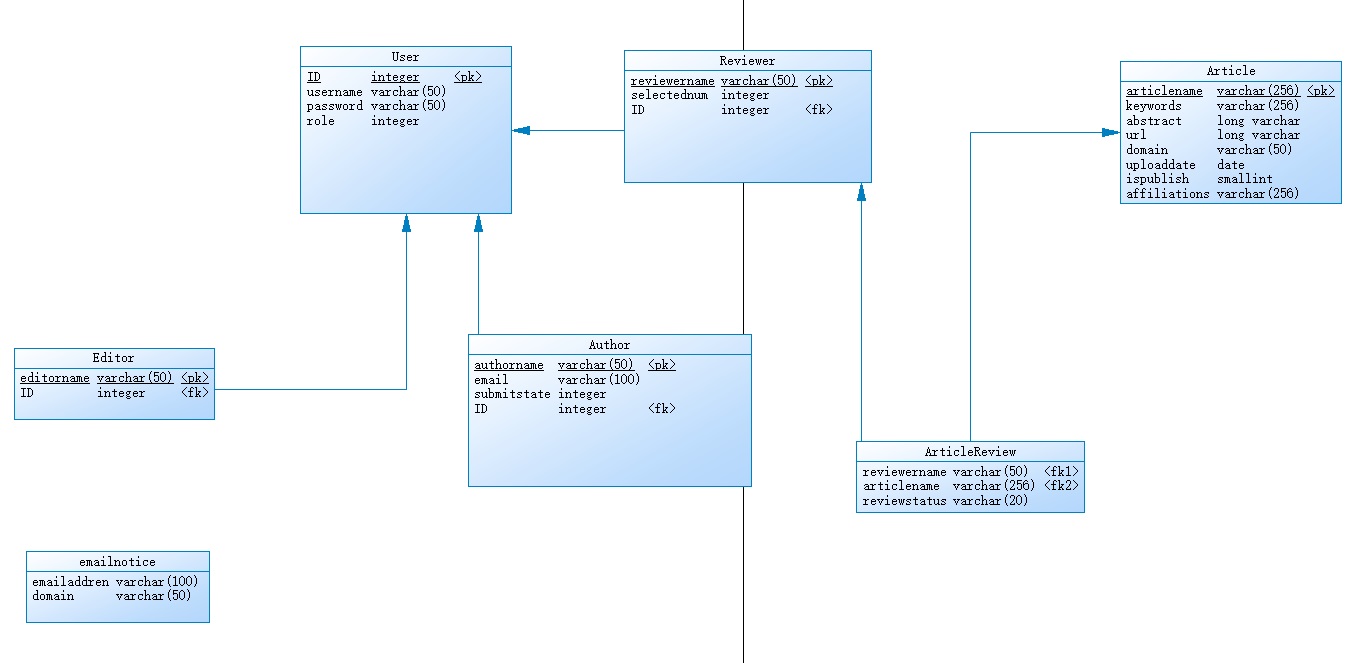 User
ID integer <pk>
username varchar(50)
password varchar(50)
role integer
Reviewer
reviewername varchar(50) <pk>
selectednum integer
ID integer <fk>
Article
articlename varchar(256) <pk>
keywords varchar(256)
abstract long varchar
url long varchar
domain varchar(50)
uploaddate date
ispublish smallint
affiliations varchar(256)
Editor
editorname varchar(50) <pk>
ID integer <fk>
Author
authorname varchar(50) <pk>
email varchar(100)
submitstate integer
ID integer <fk>
ArticleReview
reviewername varchar(50) <fk1>
articlename varchar(256) <fk2>
reviewstatus varchar(20)
emailnotice
emailaddren varchar(100)
domain varchar(50)